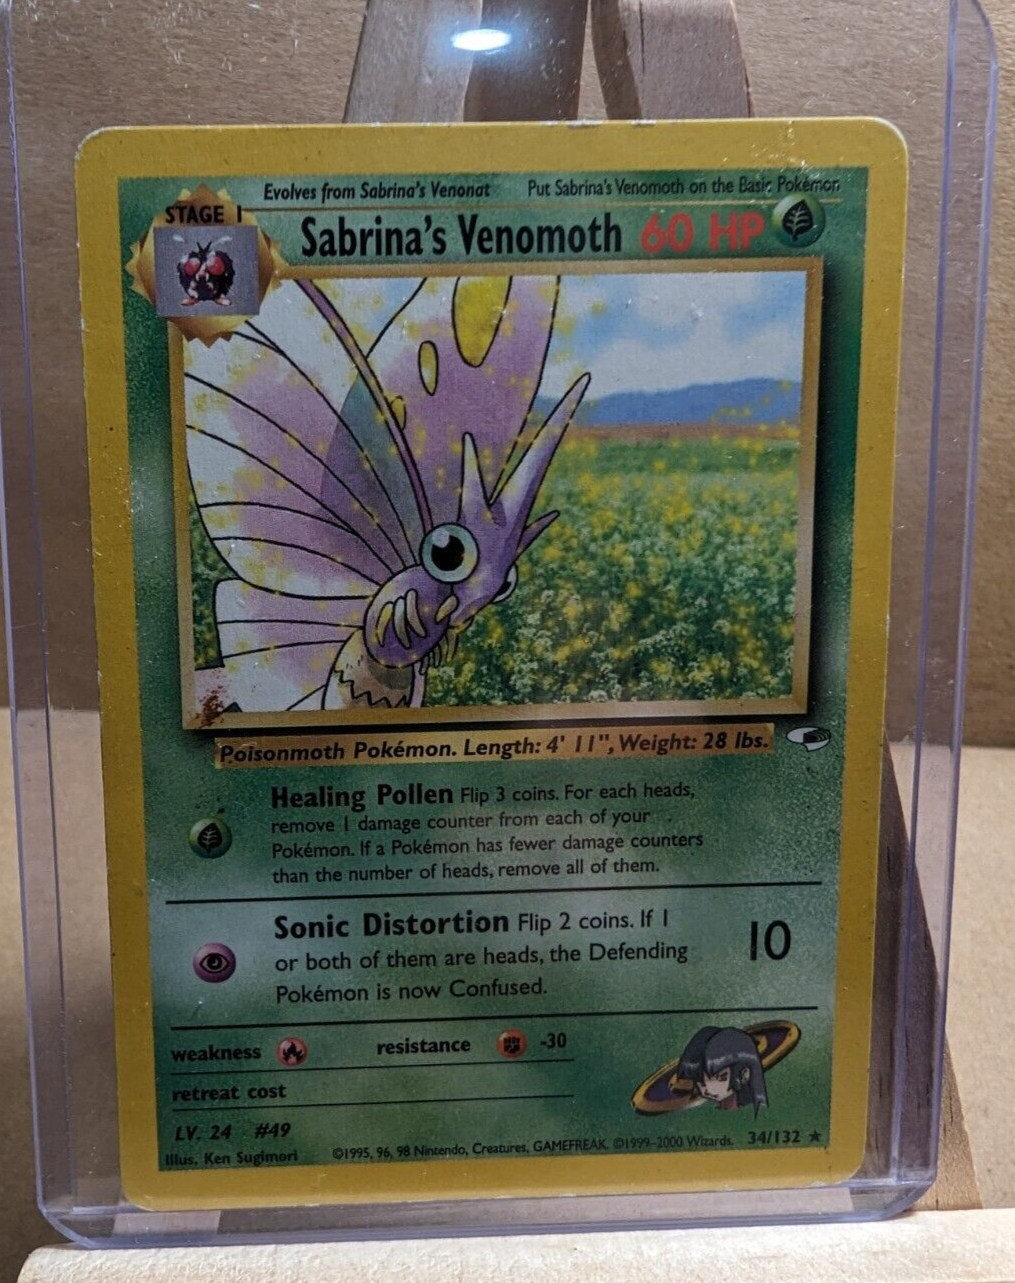 Evolves from Sabrina's Venonat Put Sabrina's Venomoth on the Basic Pokémon
STAGE 1
Sabrina's Venomoth 60 HP
Poisonmoth Pokémon. Length: 4' 11", Weight: 28 lbs.
Healing Pollen Flip 3 coins. For each heads,
remove 1 damage counter from each of your
Pokémon. If a Pokémon has fewer damage counters
than the number of heads, remove all of them.
Sonic Distortion Flip 2 coins. If 1
or both of them are heads, the Defending
Pokémon is now Confused.
10
weakness resistance -30
retreat cost
LV. 24 #49
Illus. Ken Sugimori ©1995, 96, 98 Nintendo, Creatures, GAMEFREAK. ©1999-2000 Wizards. 34/132 ★